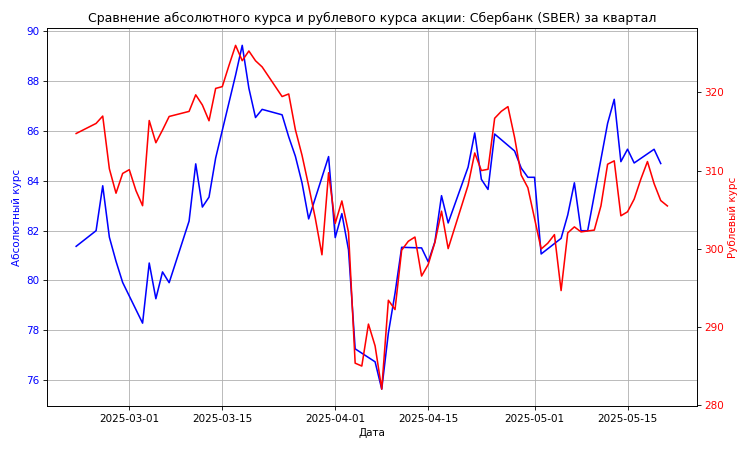 Сравнение абсолютного курса и рублевого курса акции: Сбербанк (SBER) за квартал
90
88
86
84
82
80
78
76
Абсолютный курс
320
310
300
290
280
Рублевый курс
2025-03-01 2025-03-15 2025-04-01 2025-04-15 2025-05-01 2025-05-15
Дата